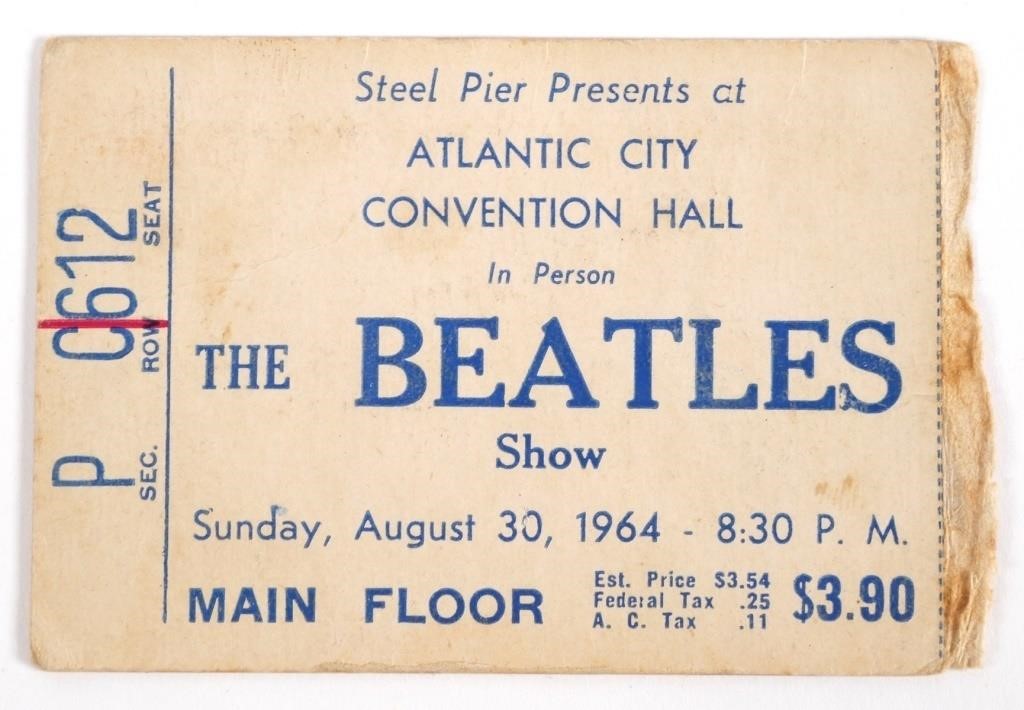 P C612
SEC. ROW SEAT
Steel Pier Presents at
ATLANTIC CITY
CONVENTION HALL
In Person
THE BEATLES
Show
Sunday, August 30, 1964 - 8:30 P. M.
MAIN FLOOR
Est. Price $3.54
Federal Tax .25
A. C. Tax .11
$3.90